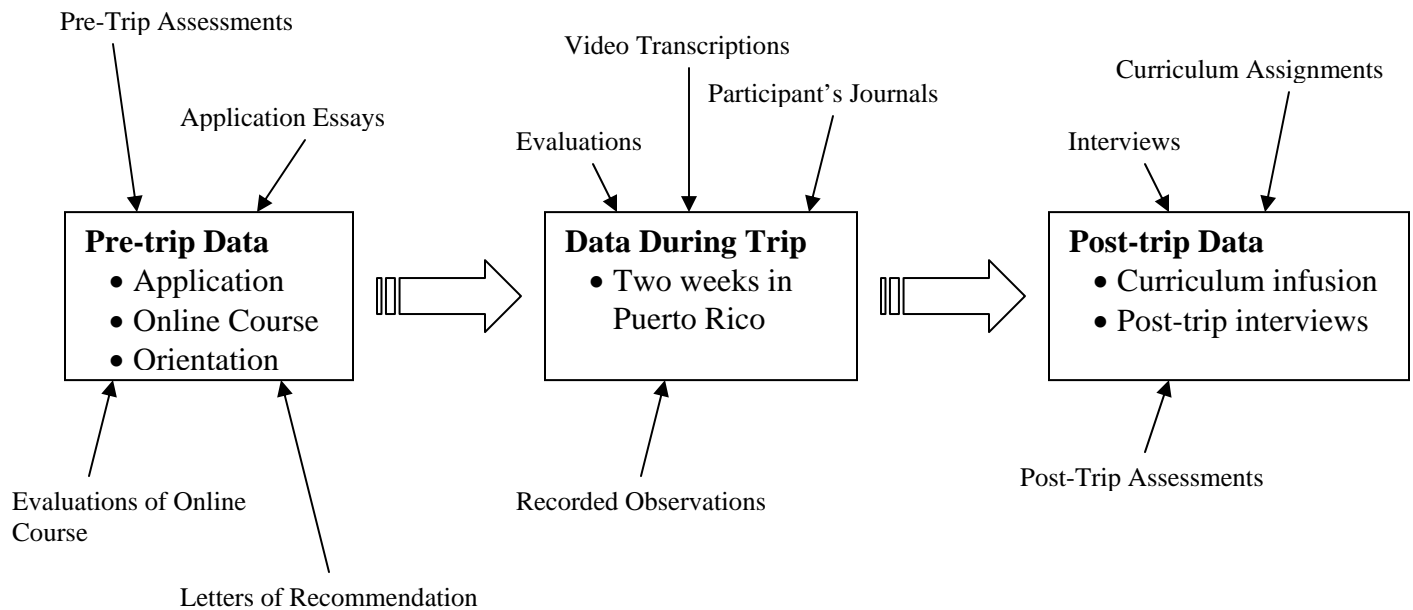 Pre-Trip Assessments
Application Essays
Video Transcriptions
Participant’s Journals
Evaluations
Curriculum Assignments
Interviews
Pre-trip Data
• Application
• Online Course
• Orientation
Data During Trip
• Two weeks in
Puerto Rico
Post-trip Data
• Curriculum infusion
• Post-trip interviews
Evaluations of Online
Course
Letters of Recommendation
Recorded Observations
Post-Trip Assessments